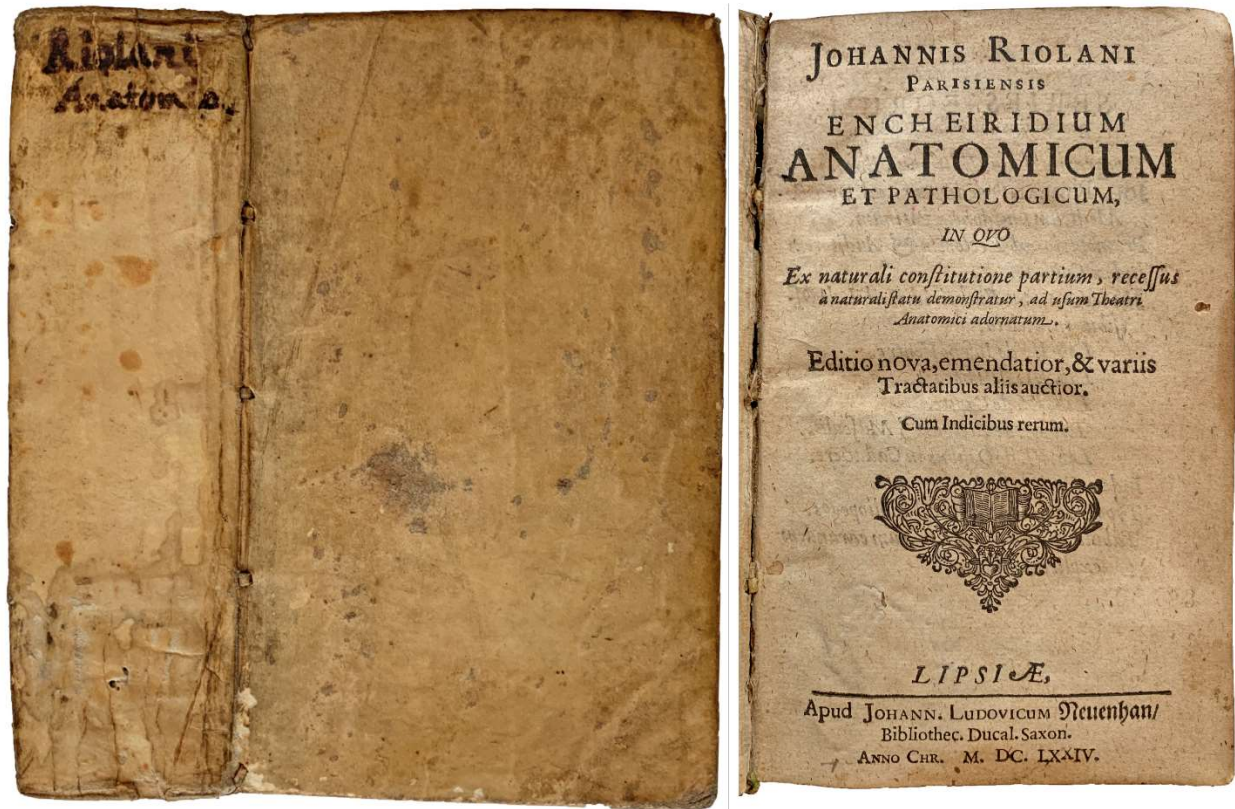 Riolani
Anatomia.
JOHANNIS RIOLANI
PARISIENSIS
ENCHEIRIDIUM
ANATOMICUM
ET PATHOLOGICUM,
IN QVO
Ex naturali conſtitutione partium, receſſus
à naturali ſtatu demonſtratur, ad uſum Theatri
Anatomici adornatum.
Editio nova, emendatior, & variis
Tractatibus aliis auctior.
Cum Indicibus rerum.
LIPSIÆ,
Apud JOHANN. LUDOVICUM Neuenhan/
Bibliothec. Ducal. Saxon.
ANNO CHR. M. DC. LXXIV.